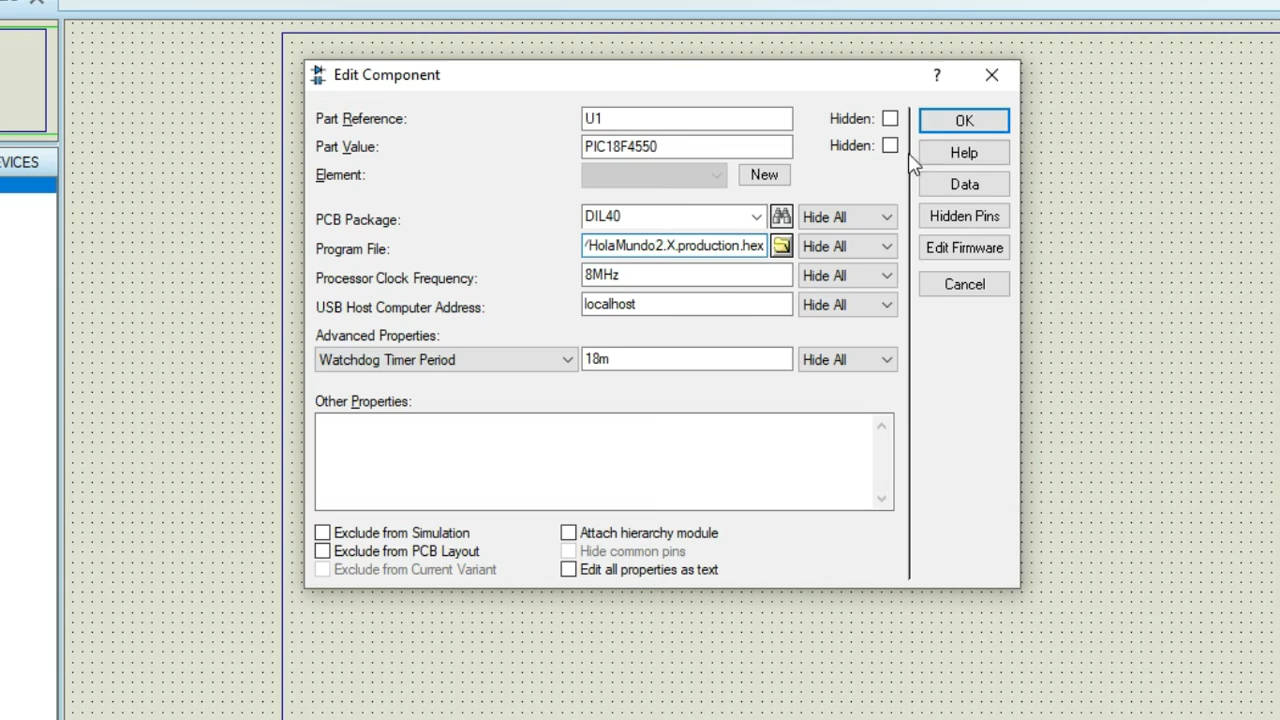 Edit Component
?
Part Reference:
U1
Hidden:
OK
Part Value:
PIC18F4550
Hidden:
Help
Element:
New
Data
PCB Package:
DIL40
Hide All
Hidden Pins
Program File:
/HolaMundo2.X.production.hex
Hide All
Edit Firmware
Processor Clock Frequency:
8MHz
Hide All
Cancel
USB Host Computer Address:
localhost
Hide All
Advanced Properties:
Watchdog Timer Period
18m
Hide All
Other Properties:
Exclude from Simulation
Attach hierarchy module
Exclude from PCB Layout
Hide common pins
Exclude from Current Variant
Edit all properties as text